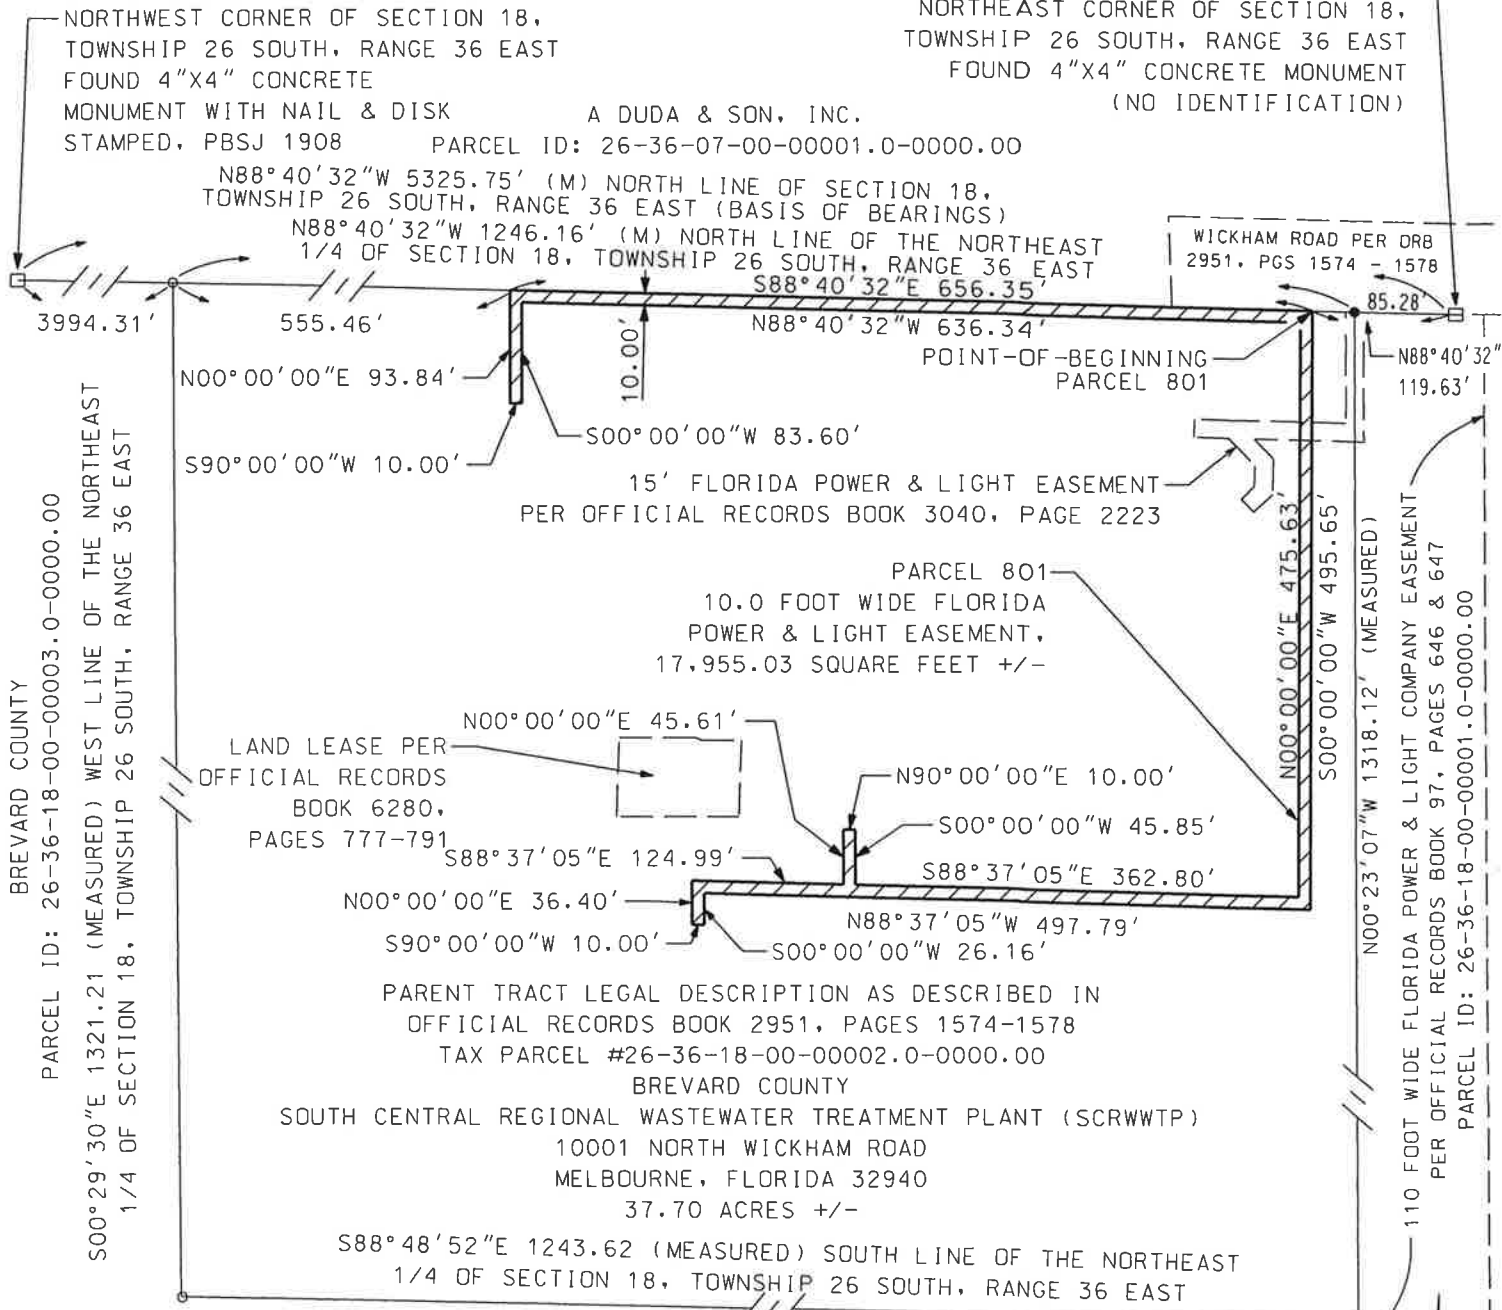 NORTHWEST CORNER OF SECTION 18,
TOWNSHIP 26 SOUTH, RANGE 36 EAST
FOUND 4"X4" CONCRETE
MONUMENT WITH NAIL & DISK
STAMPED, PBSJ 1908
NORTHEAST CORNER OF SECTION 18,
TOWNSHIP 26 SOUTH, RANGE 36 EAST
FOUND 4"X4" CONCRETE MONUMENT
(NO IDENTIFICATION)
A DUDA & SON, INC.
PARCEL ID: 26-36-07-00-00001.0-0000.00
N88°40'32"W 5325.75' (M) NORTH LINE OF SECTION 18,
TOWNSHIP 26 SOUTH, RANGE 36 EAST (BASIS OF BEARINGS)
N88°40'32"W 1246.16' (M) NORTH LINE OF THE NORTHEAST
1/4 OF SECTION 18, TOWNSHIP 26 SOUTH, RANGE 36 EAST
WICKHAM ROAD PER ORB
2951, PGS 1574 - 1578
S88°40'32"E 656.35'
85.28'
3994.31'
555.46'
N88°40'32"W 636.34'
10.00'
POINT-OF-BEGINNING
PARCEL 801
N88°40'32"
119.63'
N00°00'00"E 93.84'
S00°00'00"W 83.60'
S90°00'00"W 10.00'
15' FLORIDA POWER & LIGHT EASEMENT
PER OFFICIAL RECORDS BOOK 3040, PAGE 2223
PARCEL 801
10.0 FOOT WIDE FLORIDA
POWER & LIGHT EASEMENT,
17,955.03 SQUARE FEET +/-
N00°00'00"E 475.63'
S00°00'00"W 495.65'
N00°23'07"W 1318.12' (MEASURED)
110 FOOT WIDE FLORIDA POWER & LIGHT COMPANY EASEMENT
PER OFFICIAL RECORDS BOOK 97, PAGES 646 & 647
PARCEL ID: 26-36-18-00-00001.0-0000.00
BREVARD COUNTY
PARCEL ID: 26-36-18-00-00003.0-0000.00
S00°29'30"E 1321.21 (MEASURED) WEST LINE OF THE NORTHEAST
1/4 OF SECTION 18, TOWNSHIP 26 SOUTH, RANGE 36 EAST
N00°00'00"E 45.61'
LAND LEASE PER
OFFICIAL RECORDS
BOOK 6280,
PAGES 777-791
N90°00'00"E 10.00'
S00°00'00"W 45.85'
S88°37'05"E 124.99'
S88°37'05"E 362.80'
N00°00'00"E 36.40'
N88°37'05"W 497.79'
S90°00'00"W 10.00'
S00°00'00"W 26.16'
PARENT TRACT LEGAL DESCRIPTION AS DESCRIBED IN
OFFICIAL RECORDS BOOK 2951, PAGES 1574-1578
TAX PARCEL #26-36-18-00-00002.0-0000.00
BREVARD COUNTY
SOUTH CENTRAL REGIONAL WASTEWATER TREATMENT PLANT (SCRWWTP)
10001 NORTH WICKHAM ROAD
MELBOURNE, FLORIDA 32940
37.70 ACRES +/-
S88°48'52"E 1243.62 (MEASURED) SOUTH LINE OF THE NORTHEAST
1/4 OF SECTION 18, TOWNSHIP 26 SOUTH, RANGE 36 EAST